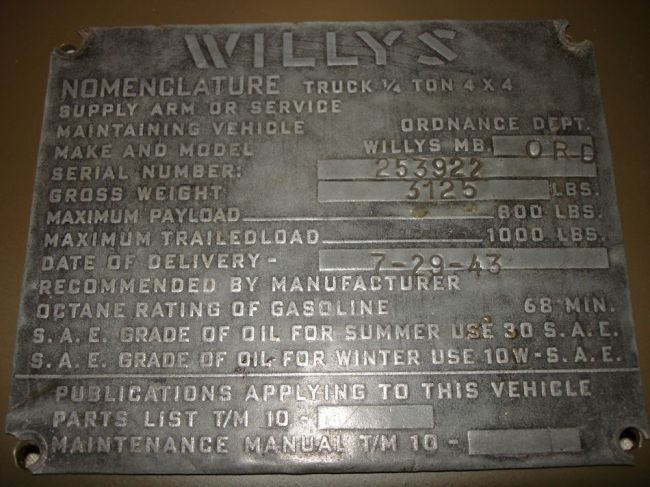 WILLYS
NOMENCLATURE TRUCK 1/4 TON 4 X 4
SUPPLY ARM OR SERVICE
MAINTAINING VEHICLE ORDNANCE DEPT.
MAKE AND MODEL WILLYS MB. ORD
SERIAL NUMBER: 253922
GROSS WEIGHT 3125 LBS.
MAXIMUM PAYLOAD 800 LBS.
MAXIMUM TRAILEDLOAD 1000 LBS.
DATE OF DELIVERY - 7-29-43
RECOMMENDED BY MANUFACTURER
OCTANE RATING OF GASOLINE 68 MIN.
S.A.E. GRADE OF OIL FOR SUMMER USE 30 S.A.E.
S.A.E. GRADE OF OIL FOR WINTER USE 10W-S.A.E.
PUBLICATIONS APPLYING TO THIS VEHICLE
PARTS LIST T/M 10 -
MAINTENANCE MANUAL T/M 10 -